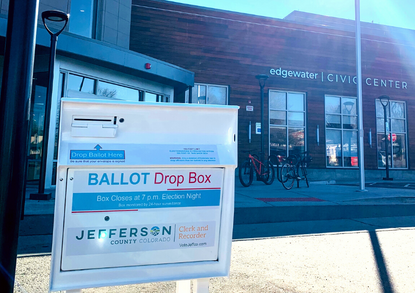 edgewater | CIVIC CENTER
Drop Ballot Here
BALLOT Drop Box
Box Closes at 7 p.m. Election Night
JEFFERSON
COUNTY COLORADO
Clerk and
Recorder